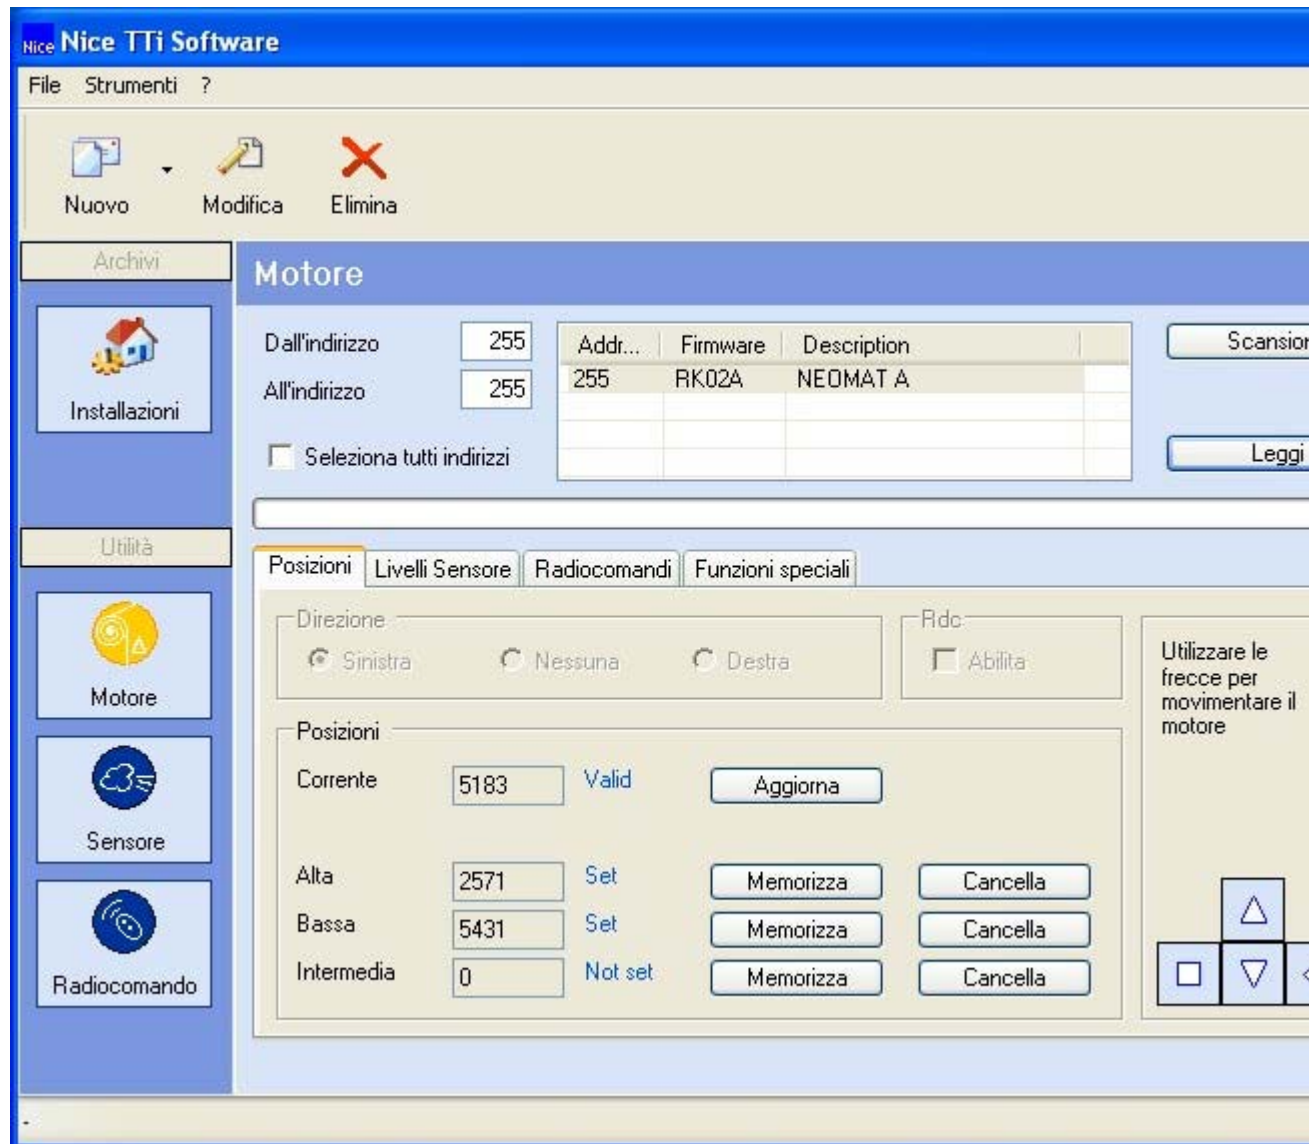 Nice Nice TTi Software
File Strumenti ?
Nuovo Modifica Elimina
Archivi
Installazioni
Utilità
Motore
Sensore
Radiocomando
Motore
Dall'indirizzo 255
All'indirizzo 255
Seleziona tutti indirizzi
Addr... Firmware Description
255 RK02A NEOMAT A
Scansion
Leggi
Posizioni Livelli Sensore Radiocomandi Funzioni speciali
Direzione
Sinistra Nessuna Destra
Rdc
Abilita
Posizioni
Corrente 5183 Valid Aggiorna
Alta 2571 Set Memorizza Cancella
Bassa 5431 Set Memorizza Cancella
Intermedia 0 Not set Memorizza Cancella
Utilizzare le
frecce per
movimentare il
motore